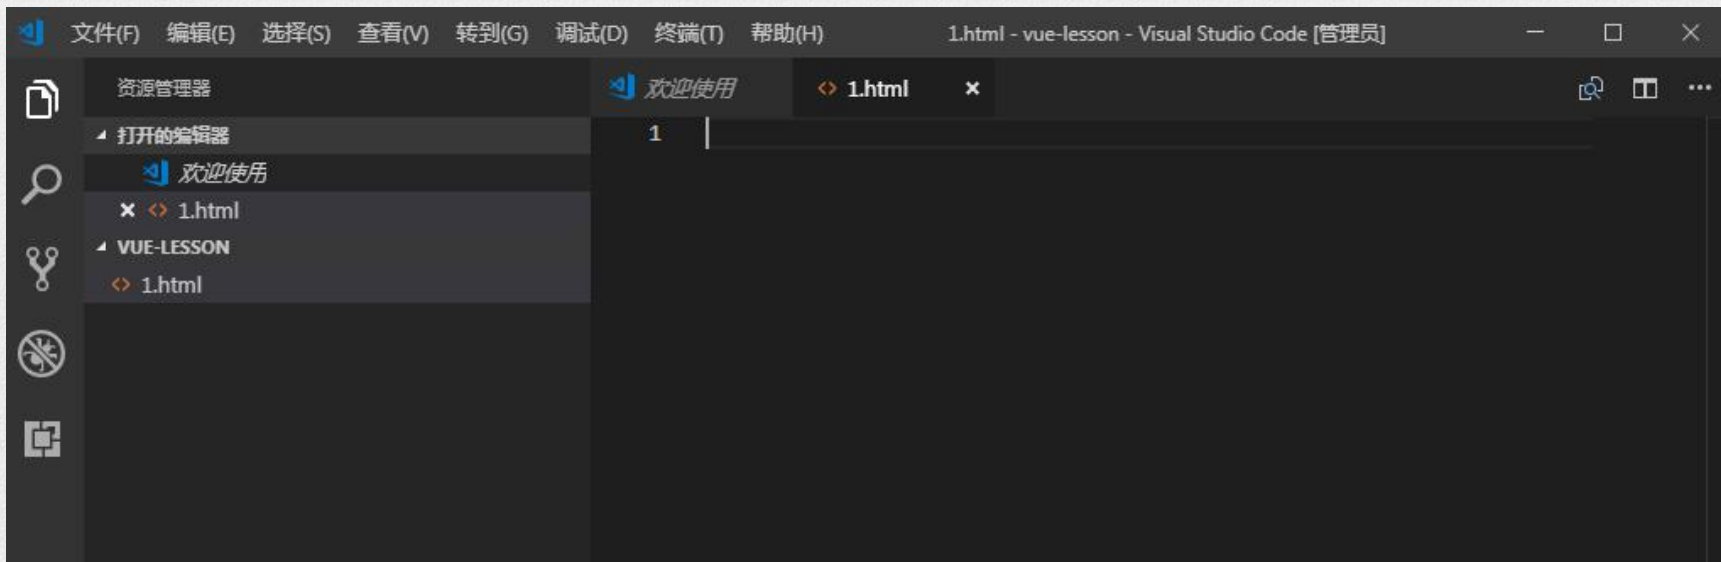 文件(F) 编辑(E) 选择(S) 查看(V) 转到(G) 调试(D) 终端(T) 帮助(H) 1.html - vue-lesson - Visual Studio Code [管理员]
资源管理器
打开的编辑器
欢迎使用
1.html
VUE-LESSON
1.html
欢迎使用 1.html
1